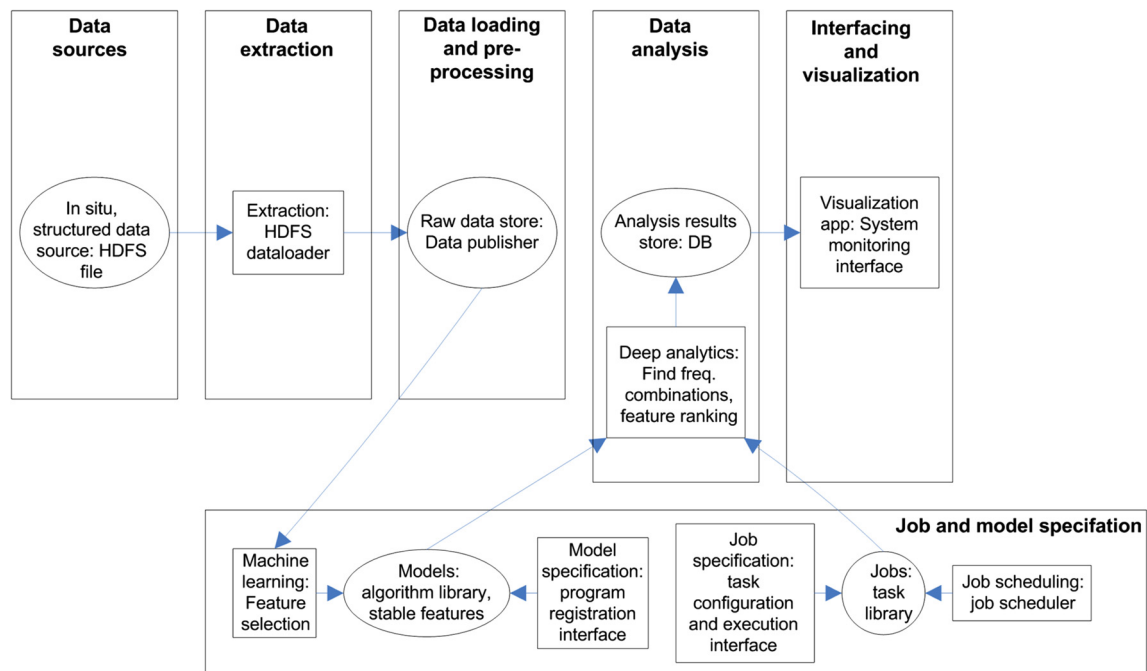 Data
sources
Data
extraction
Data loading
and pre-
processing
Data
analysis
Interfacing
and
visualization
In situ,
structured data
source: HDFS
file
Extraction:
HDFS
dataloader
Raw data store:
Data publisher
Analysis results
store: DB
Visualization
app: System
monitoring
interface
Deep analytics:
Find freq.
combinations,
feature ranking
Job and model specifation
Machine
learning:
Feature
selection
Models:
algorithm library,
stable features
Model
specification:
program
registration
interface
Job
specification:
task
configuration
and execution
interface
Jobs:
task
library
Job scheduling:
job scheduler